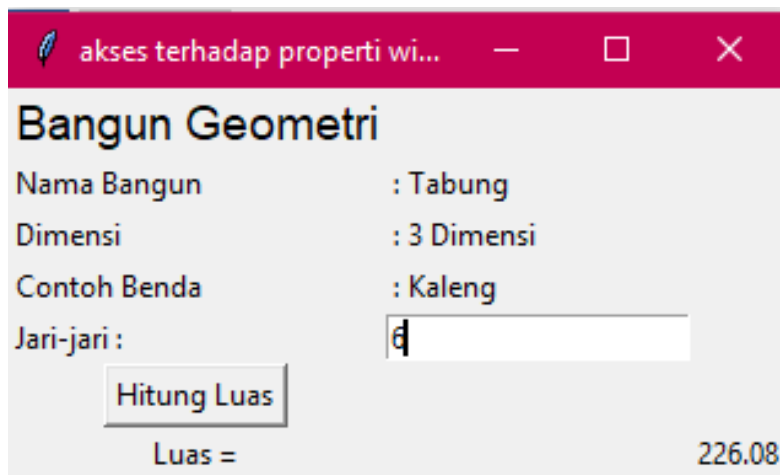 akses terhadap properti wi...
Bangun Geometri
Nama Bangun : Tabung
Dimensi : 3 Dimensi
Contoh Benda : Kaleng
Jari-jari : 6
Hitung Luas
Luas = 226.08